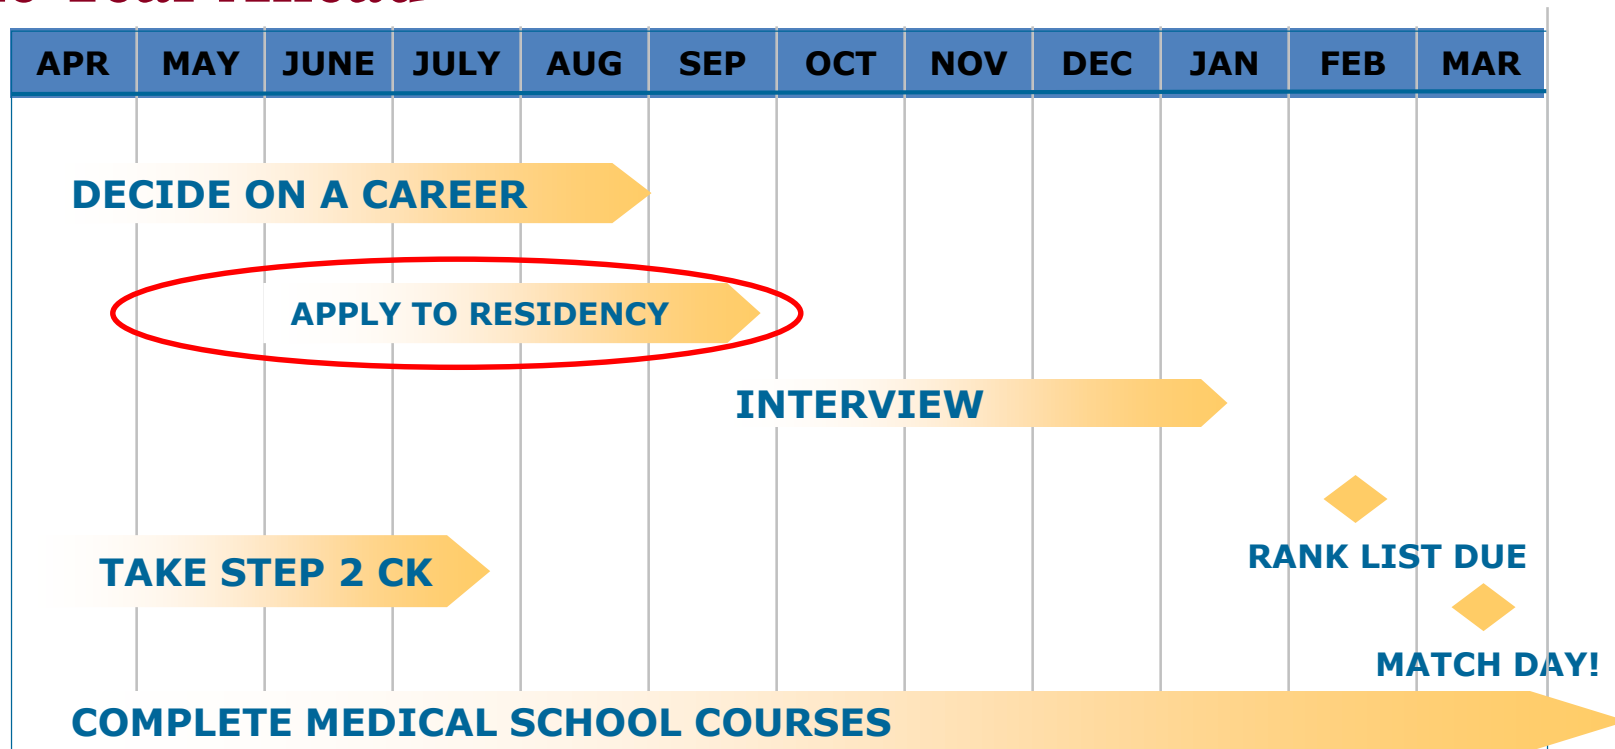 APR MAY JUNE JULY AUG SEP OCT NOV DEC JAN FEB MAR
DECIDE ON A CAREER
APPLY TO RESIDENCY
INTERVIEW
RANK LIST DUE
TAKE STEP 2 CK
MATCH DAY!
COMPLETE MEDICAL SCHOOL COURSES